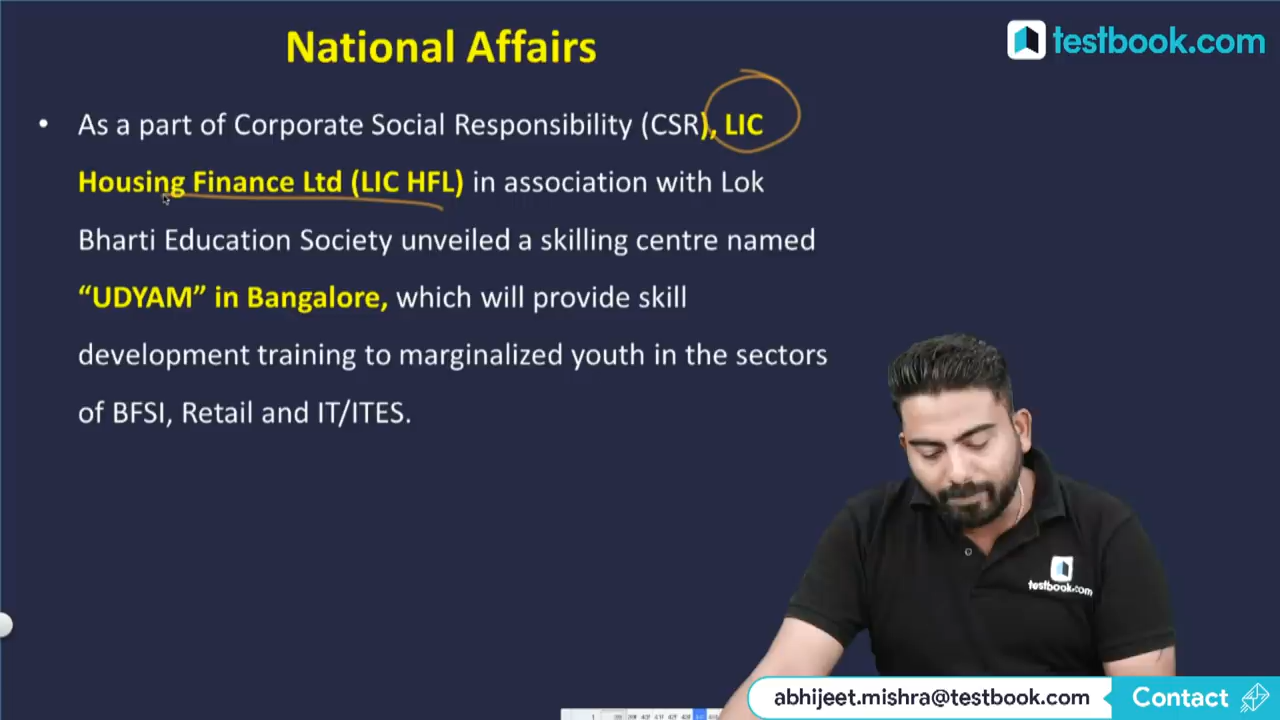 National Affairs
testbook.com
• As a part of Corporate Social Responsibility (CSR), LIC
Housing Finance Ltd (LIC HFL) in association with Lok
Bharti Education Society unveiled a skilling centre named
“UDYAM” in Bangalore, which will provide skill
development training to marginalized youth in the sectors
of BFSI, Retail and IT/ITES.
testbook.com
abhijeet.mishra@testbook.com
Contact